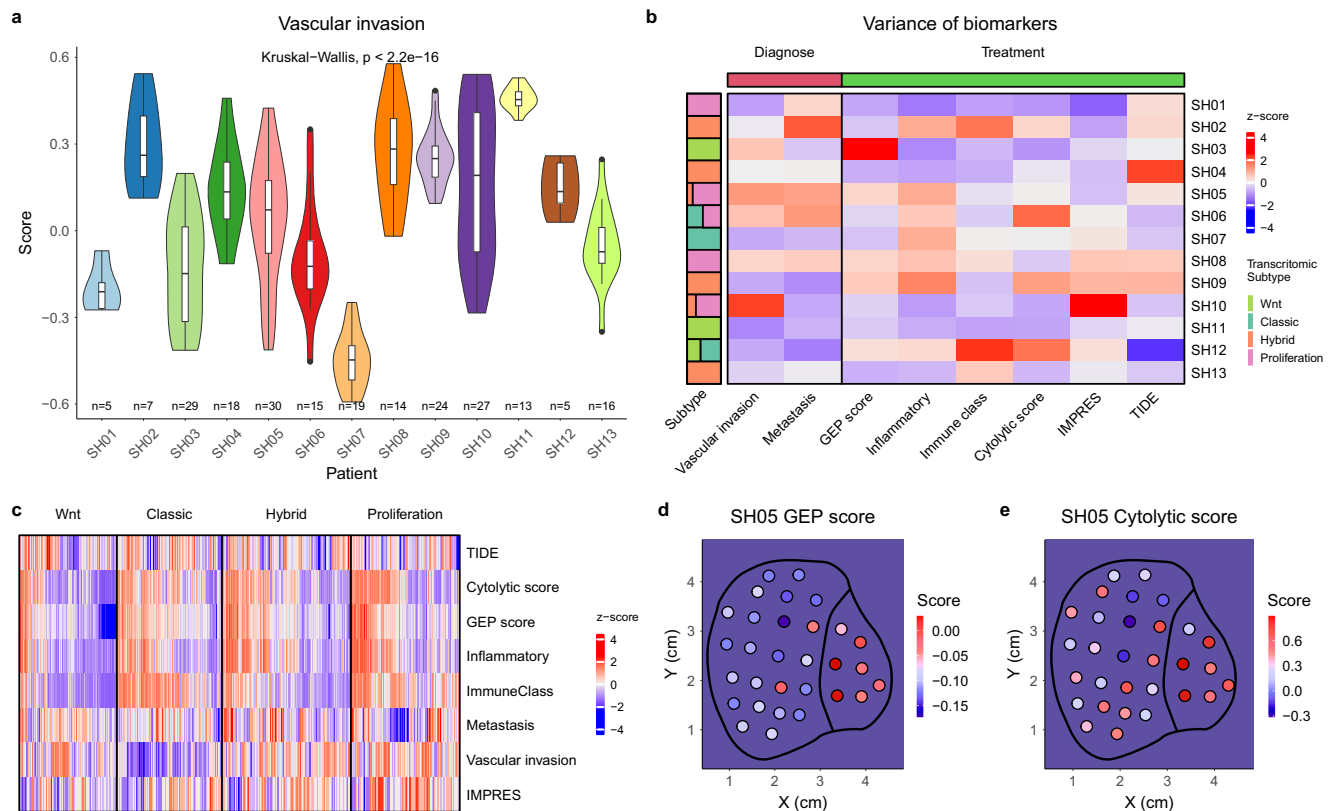 a
Vascular invasion
Kruskal−Wallis, p < 2.2e−16
Score
0.6
0.3
0.0
−0.3
−0.6
n=5 n=7 n=29 n=18 n=30 n=15 n=19 n=14 n=24 n=27 n=13 n=5 n=16
SH01 SH02 SH03 SH04 SH05 SH06 SH07 SH08 SH09 SH10 SH11 SH12 SH13
Patient
b
Variance of biomarkers
Diagnose Treatment
SH01
SH02
SH03
SH04
SH05
SH06
SH07
SH08
SH09
SH10
SH11
SH12
SH13
Subtype Vascular invasion Metastasis GEP score Inflammatory Immune class Cytolytic score IMPRES TIDE
z−score
4
2
0
−2
−4
Transcritomic
Subtype
Wnt
Classic
Hybrid
Proliferation
c
Wnt Classic Hybrid Proliferation
TIDE
Cytolytic score
GEP score
Inflammatory
ImmuneClass
Metastasis
Vascular invasion
IMPRES
z−score
4
2
0
−2
−4
d
SH05 GEP score
Y (cm)
4
3
2
1
1 2 3 4
X (cm)
Score
0.00
−0.05
−0.10
−0.15
e
SH05 Cytolytic score
Y (cm)
4
3
2
1
1 2 3 4
X (cm)
Score
0.6
0.3
0.0
−0.3